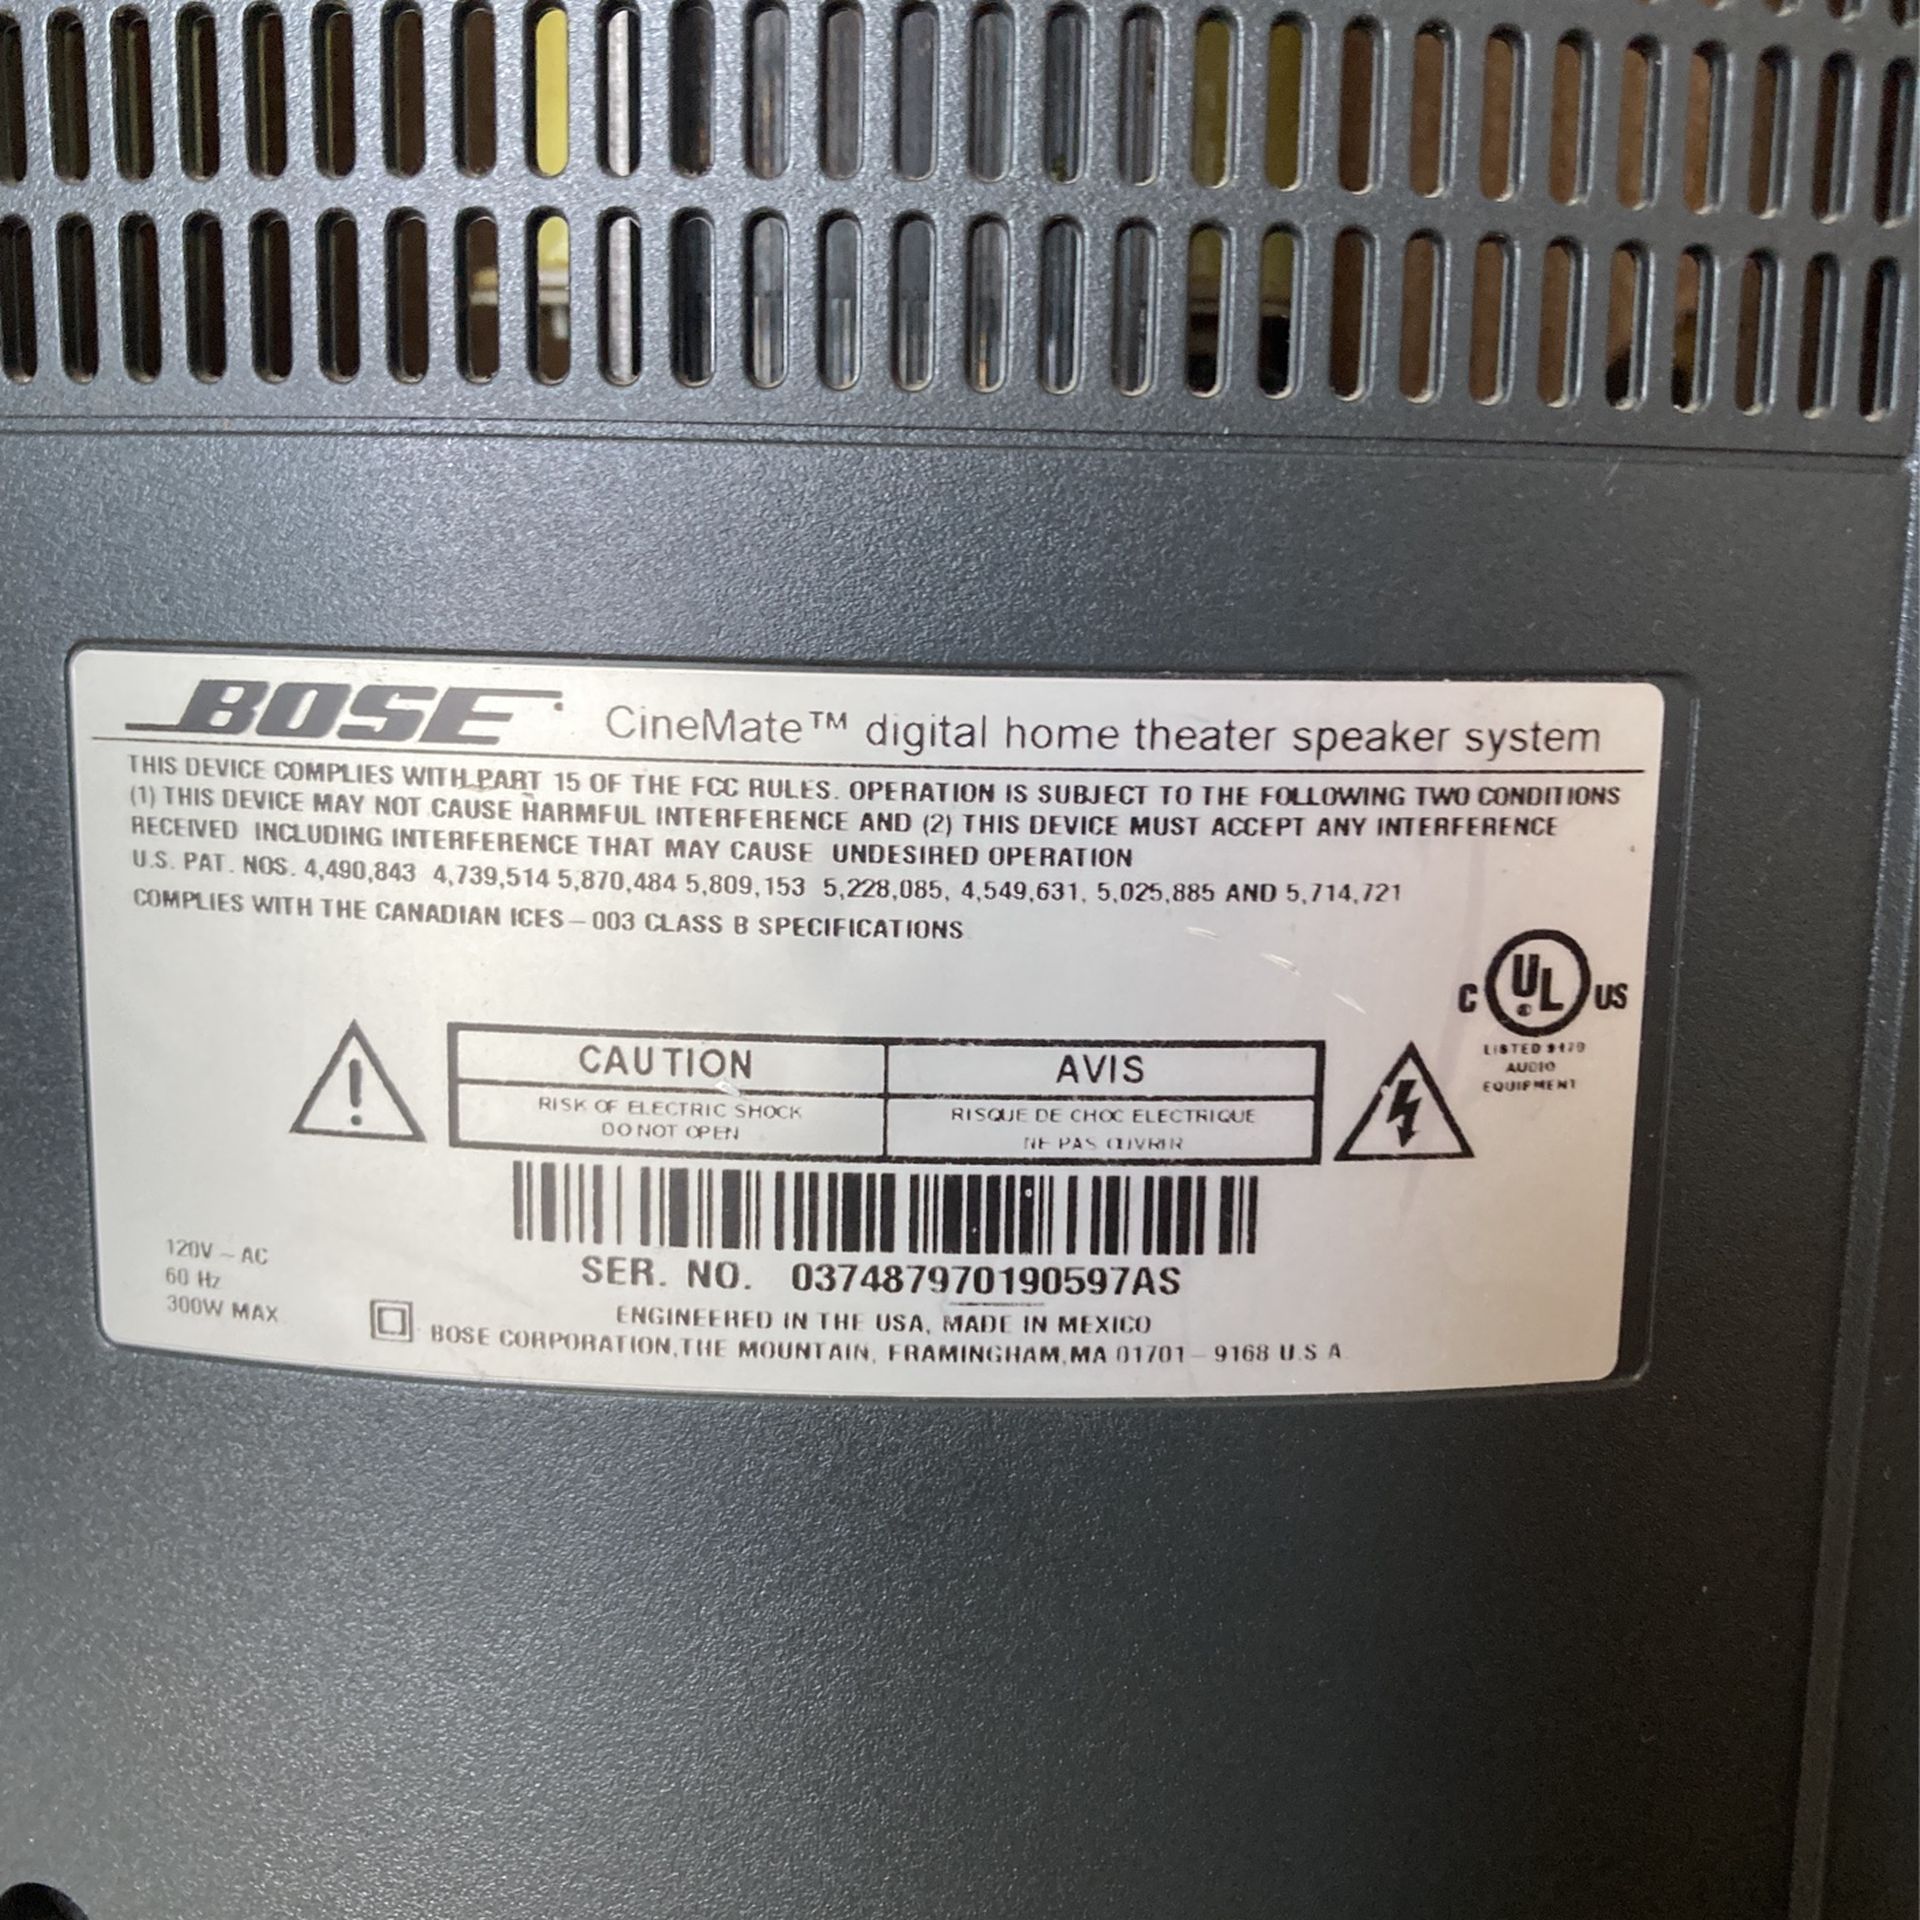 BOSE CineMate™ digital home theater speaker system
THIS DEVICE COMPLIES WITH PART 15 OF THE FCC RULES. OPERATION IS SUBJECT TO THE FOLLOWING TWO CONDITIONS
(1) THIS DEVICE MAY NOT CAUSE HARMFUL INTERFERENCE AND (2) THIS DEVICE MUST ACCEPT ANY INTERFERENCE
RECEIVED INCLUDING INTERFERENCE THAT MAY CAUSE UNDESIRED OPERATION
U.S. PAT. NOS. 4,490,843 4,739,514 5,870,484 5,809,153 5,228,085, 4,549,631, 5,025,885 AND 5,714,721
COMPLIES WITH THE CANADIAN ICES-003 CLASS B SPECIFICATIONS
C UL US
LISTED
AUDIO
EQUIPMENT
CAUTION
RISK OF ELECTRIC SHOCK
DO NOT OPEN
AVIS
RISQUE DE CHOC ELECTRIQUE
NE PAS OUVRIR
120V ~ AC
60 Hz
300W MAX
SER. NO. 037487970190597AS
ENGINEERED IN THE USA, MADE IN MEXICO
BOSE CORPORATION, THE MOUNTAIN, FRAMINGHAM, MA 01701-9168 U.S.A.